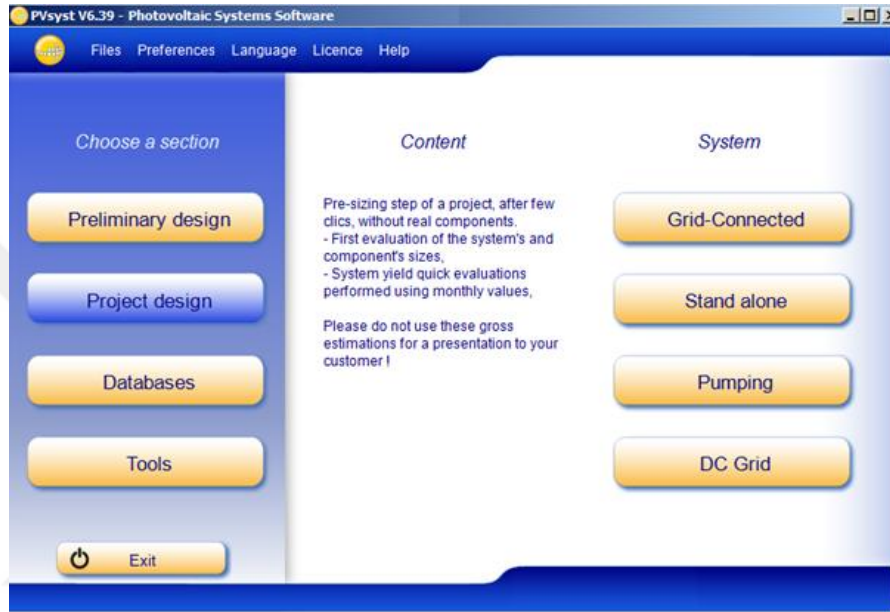 PVsyst V6.39 - Photovoltaic Systems Software
Files Preferences Language Licence Help
Choose a section
Preliminary design
Project design
Databases
Tools
Exit
Content
Pre-sizing step of a project, after few
clics, without real components.
- First evaluation of the system's and
component's sizes,
- System yield quick evaluations
performed using monthly values,
Please do not use these gross
estimations for a presentation to your
customer !
System
Grid-Connected
Stand alone
Pumping
DC Grid